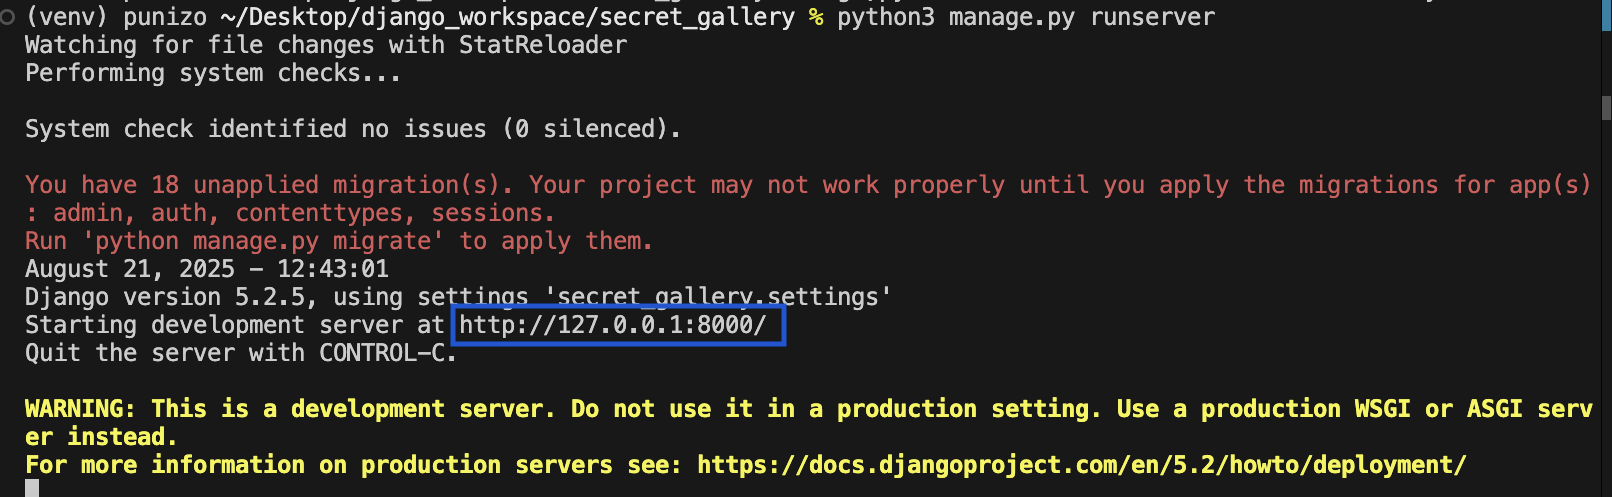 (venv) punizo ~/Desktop/django_workspace/secret_gallery % python3 manage.py runserver
Watching for file changes with StatReloader
Performing system checks...
System check identified no issues (0 silenced).
You have 18 unapplied migration(s). Your project may not work properly until you apply the migrations for app(s)
: admin, auth, contenttypes, sessions.
Run 'python manage.py migrate' to apply them.
August 21, 2025 - 12:43:01
Django version 5.2.5, using settings 'secret_gallery.settings'
Starting development server at http://127.0.0.1:8000/
Quit the server with CONTROL-C.
WARNING: This is a development server. Do not use it in a production setting. Use a production WSGI or ASGI serv
er instead.
For more information on production servers see: https://docs.djangoproject.com/en/5.2/howto/deployment/